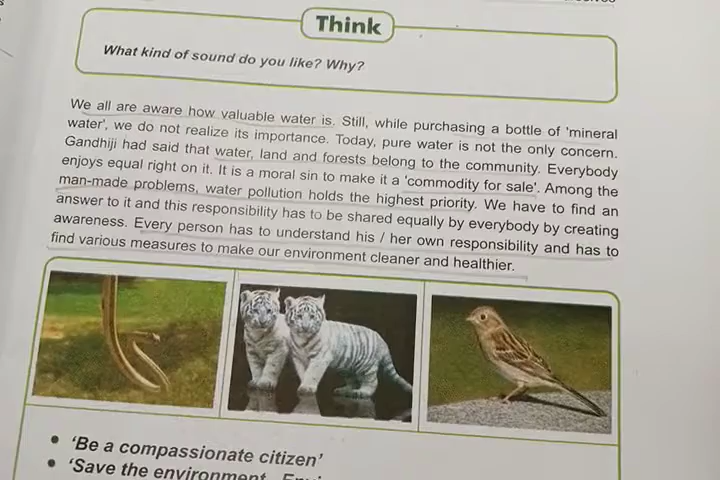 Think
What kind of sound do you like? Why?
We all are aware how valuable water is. Still, while purchasing a bottle of 'mineral
water', we do not realize its importance. Today, pure water is not the only concern.
Gandhiji had said that water, land and forests belong to the community. Everybody
enjoys equal right on it. It is a moral sin to make it a 'commodity for sale'. Among the
man-made problems, water pollution holds the highest priority. We have to find an
answer to it and this responsibility has to be shared equally by everybody by creating
awareness. Every person has to understand his / her own responsibility and has to
find various measures to make our environment cleaner and healthier.
• 'Be a compassionate citizen'
• 'Save the environment